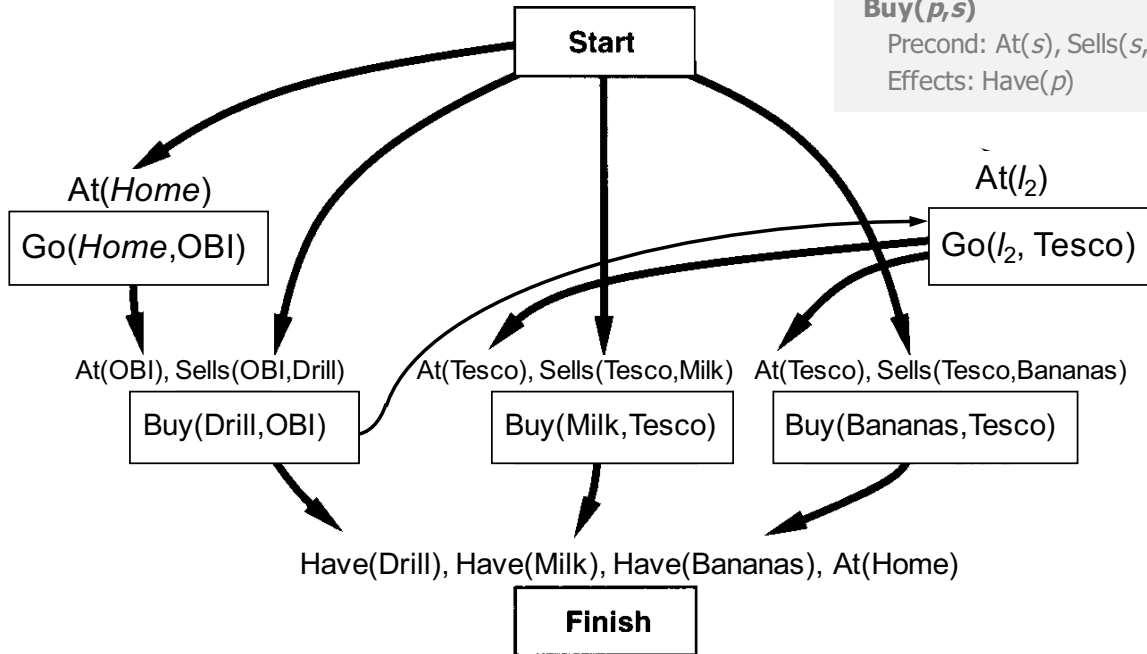 Buy(p,s)
Precond: At(s), Sells(s,
Effects: Have(p)
Start
At(Home)
Go(Home,OBI)
At(l₂)
Go(l₂, Tesco)
At(OBI), Sells(OBI,Drill)
Buy(Drill,OBI)
At(Tesco), Sells(Tesco,Milk)
Buy(Milk,Tesco)
At(Tesco), Sells(Tesco,Bananas)
Buy(Bananas,Tesco)
Have(Drill), Have(Milk), Have(Bananas), At(Home)
Finish